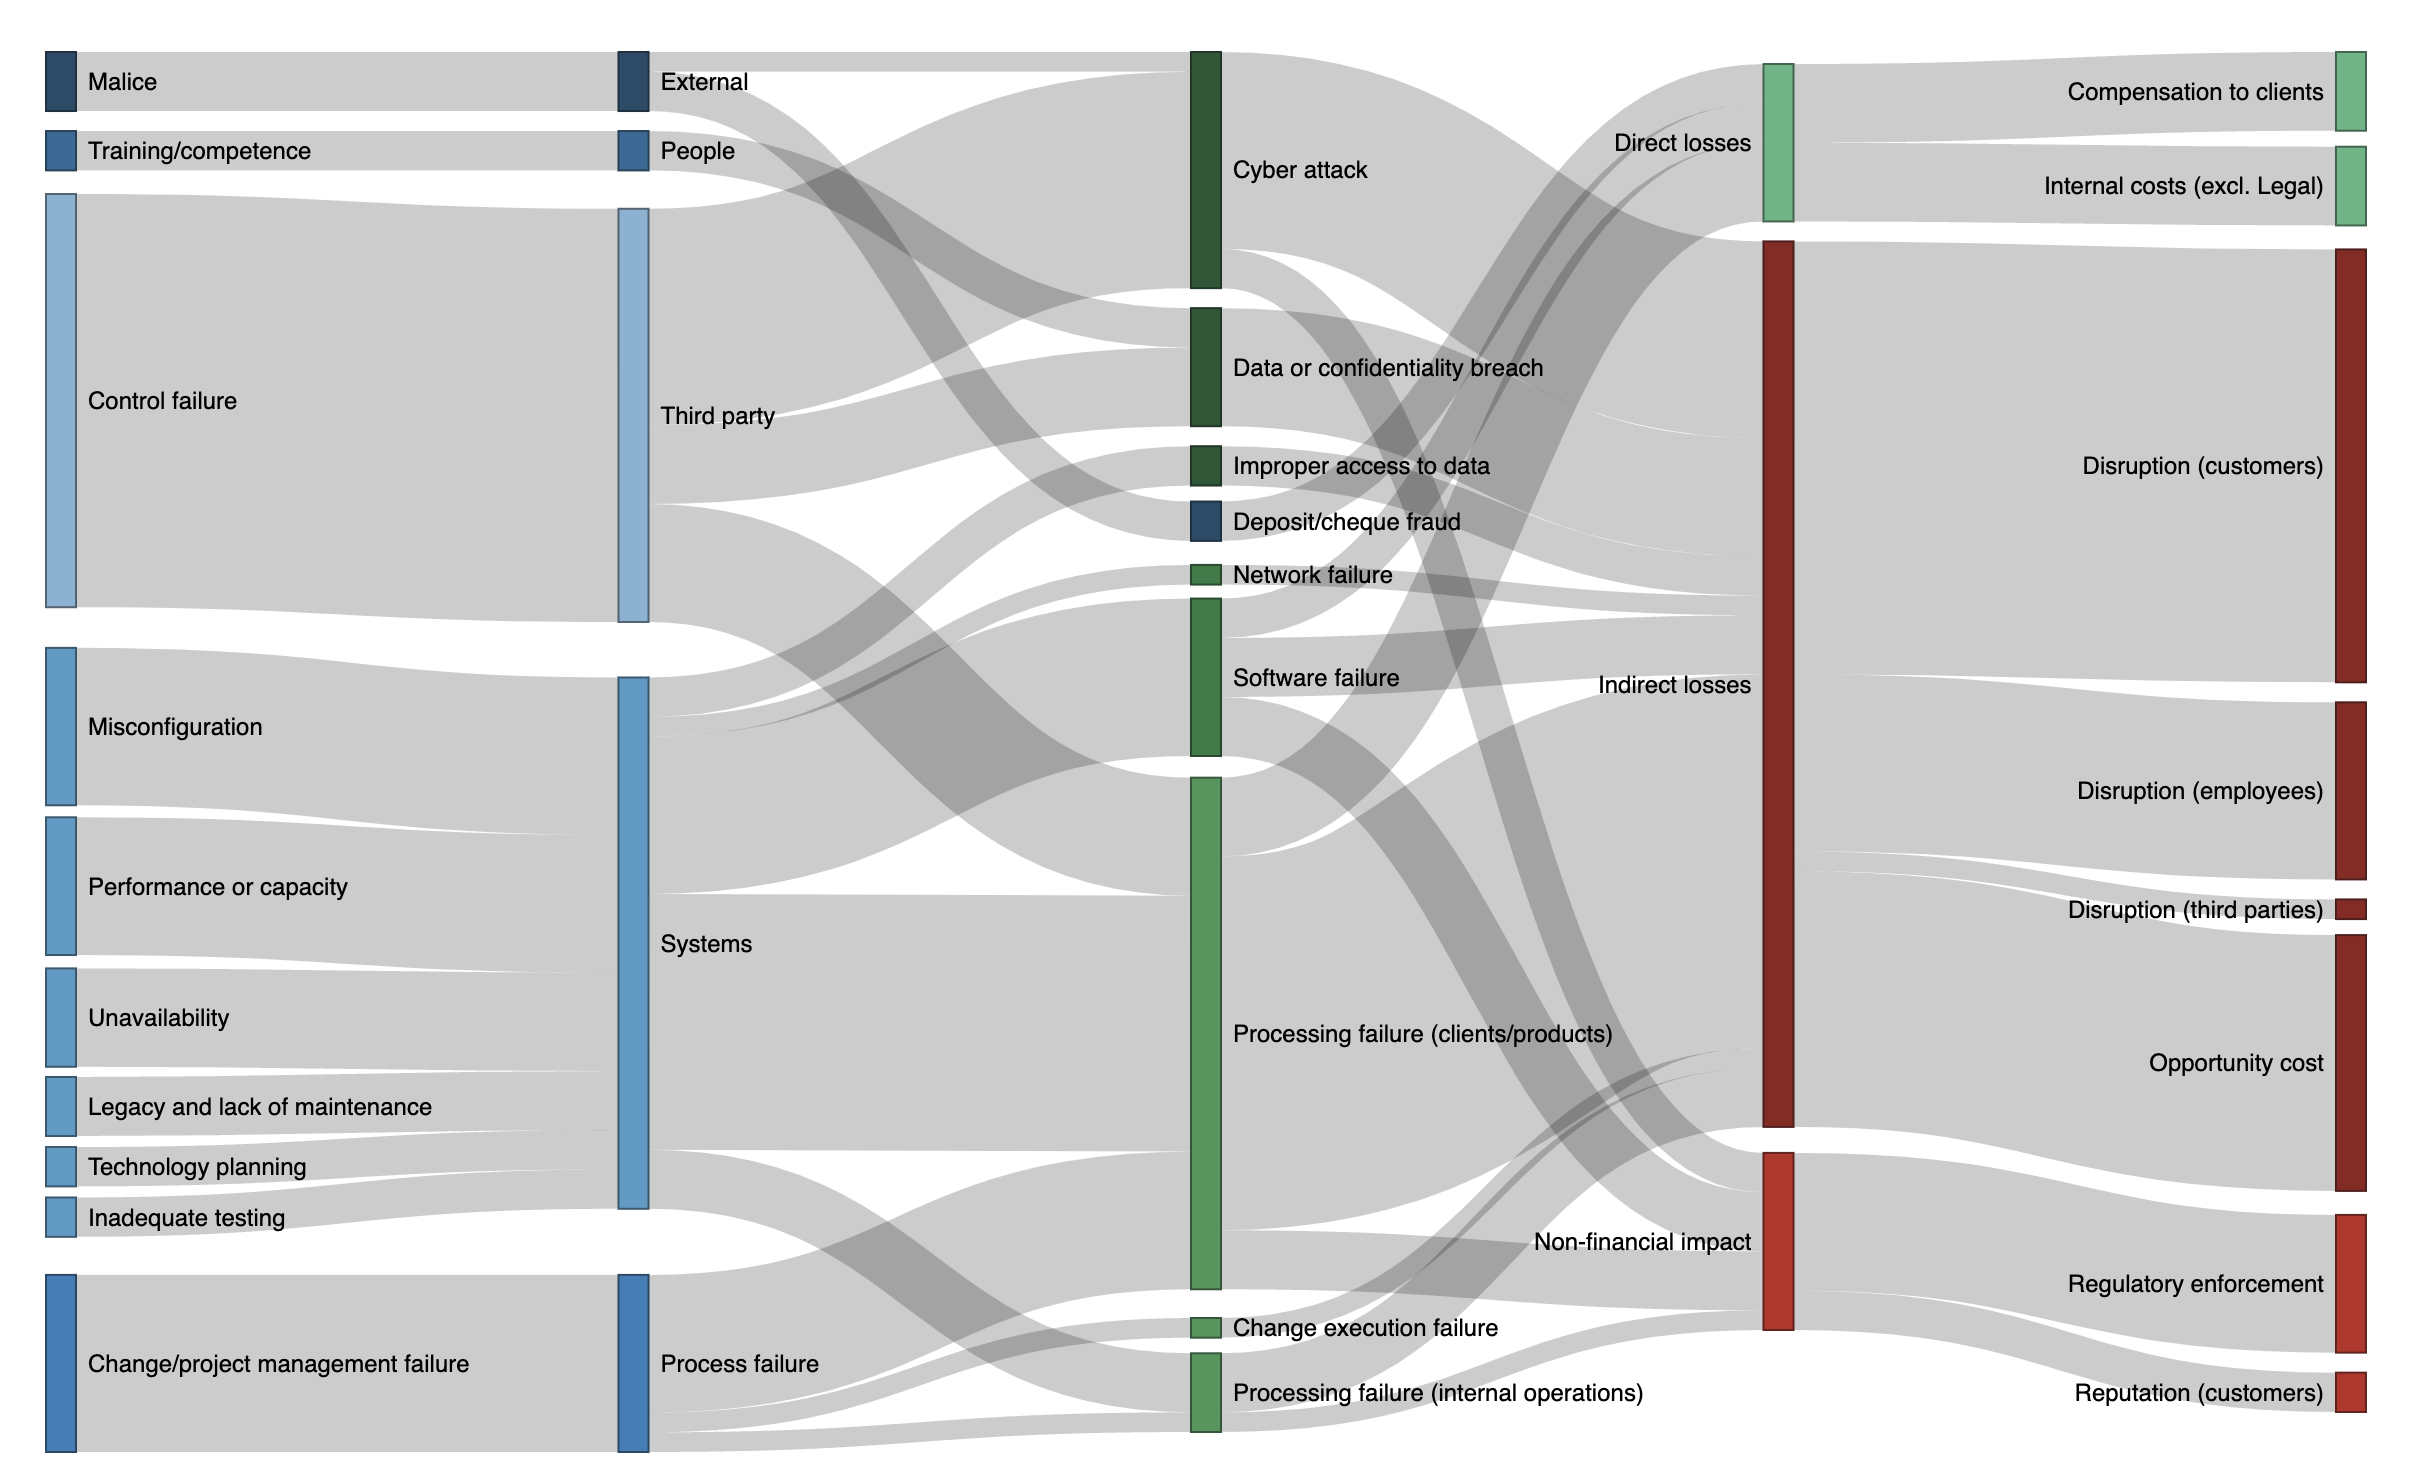 Malice
Training/competence
Control failure
Misconfiguration
Performance or capacity
Unavailability
Legacy and lack of maintenance
Technology planning
Inadequate testing
Change/project management failure
External
People
Third party
Systems
Process failure
Cyber attack
Data or confidentiality breach
Improper access to data
Deposit/cheque fraud
Network failure
Software failure
Processing failure (clients/products)
Change execution failure
Processing failure (internal operations)
Direct losses
Indirect losses
Non-financial impact
Compensation to clients
Internal costs (excl. Legal)
Disruption (customers)
Disruption (employees)
Disruption (third parties)
Opportunity cost
Regulatory enforcement
Reputation (customers)